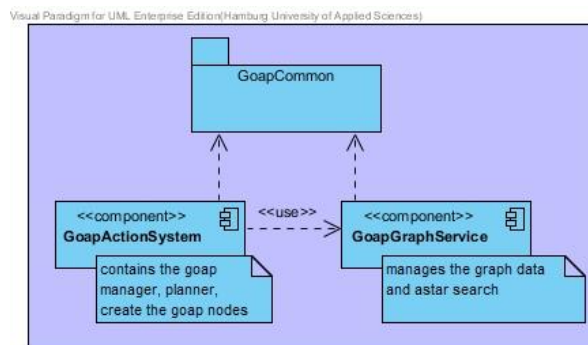 Visual Paradigm for UML Enterprise Edition(Hamburg University of Applied Sciences)
GoapCommon
<<component>>
GoapActionSystem
<<use>>
<<component>>
GoapGraphService
contains the goap
manager, planner,
create the goap nodes
manages the graph data
and astar search